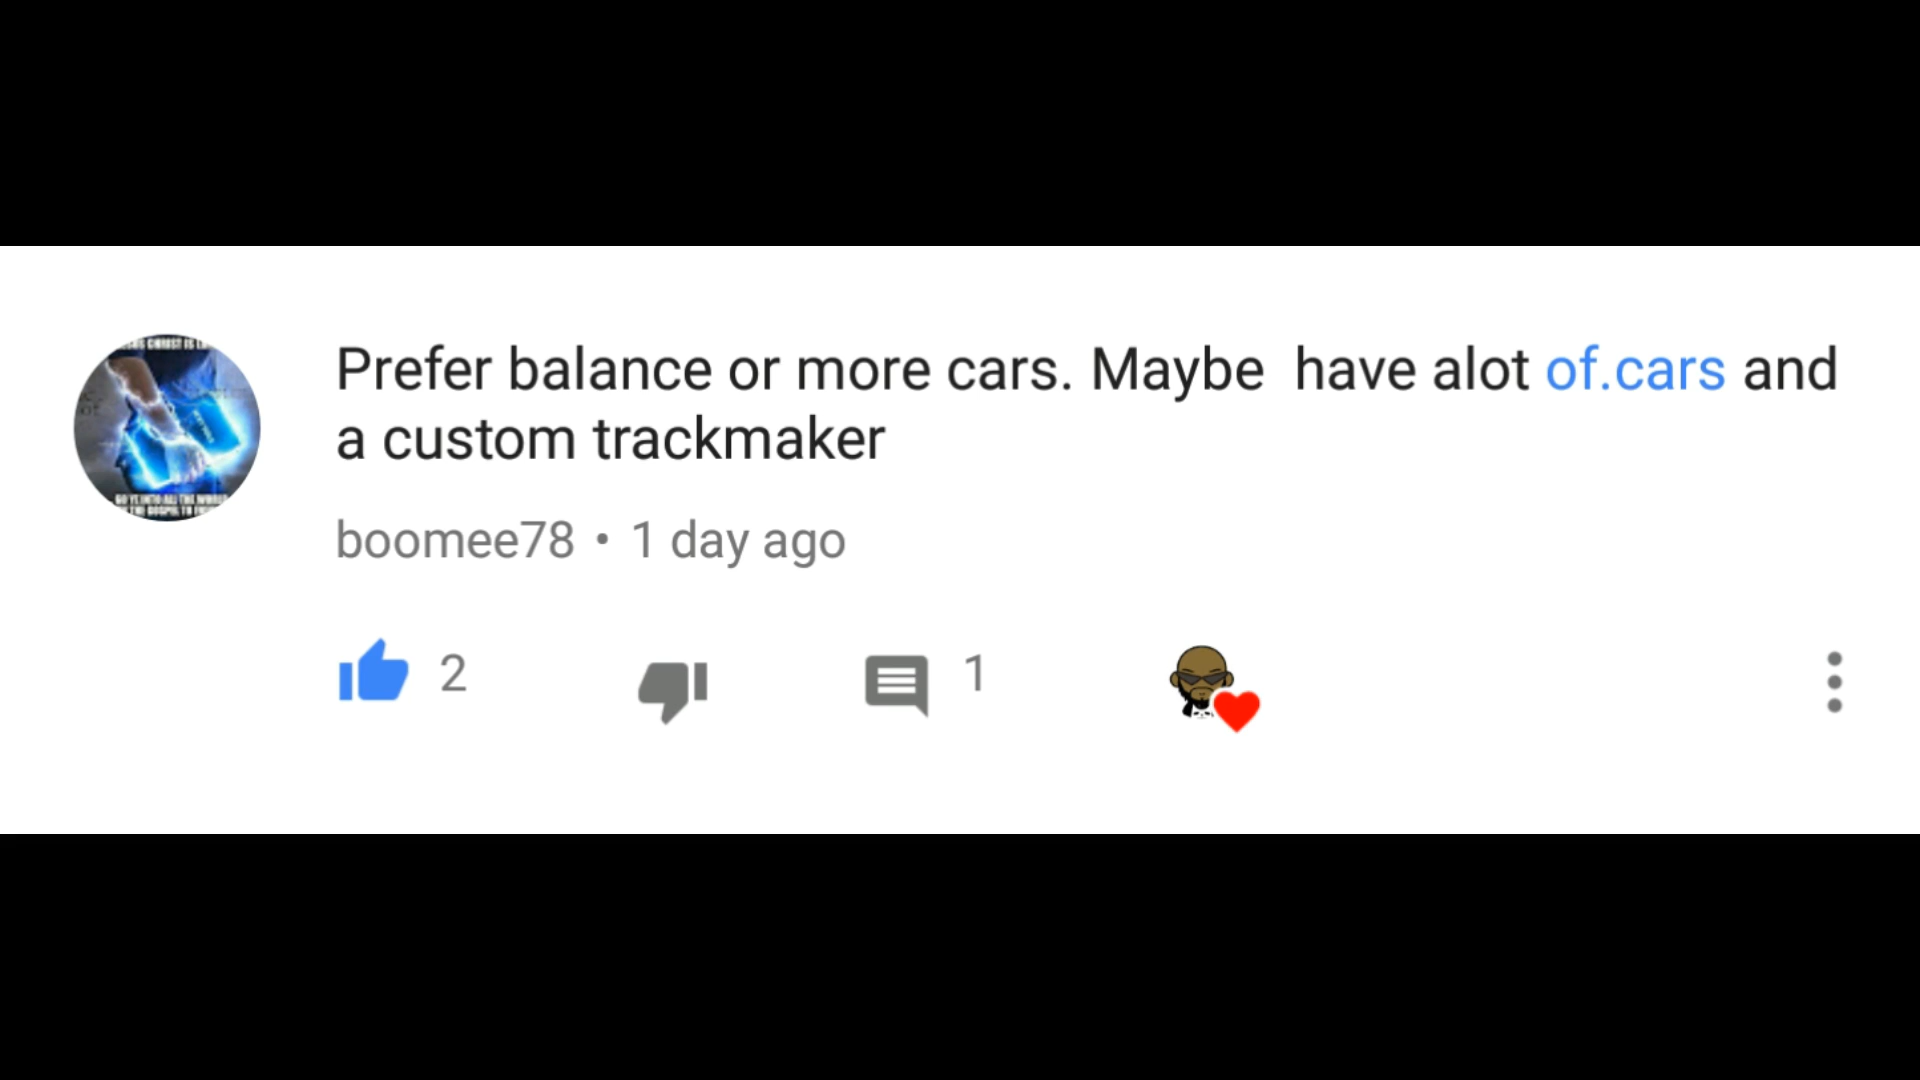 Prefer balance or more cars. Maybe  have alot of.cars and
a custom trackmaker
boomee78 • 1 day ago
2
1